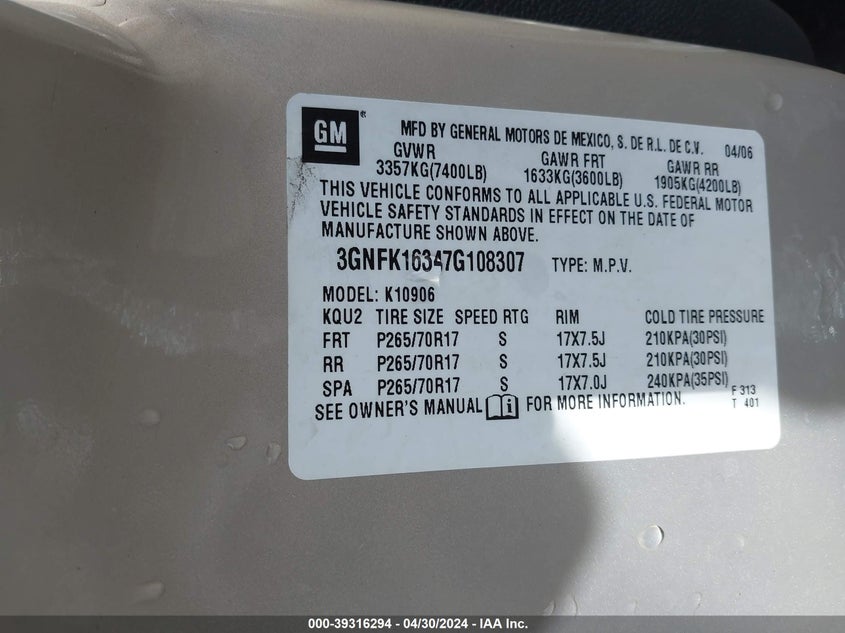 GM®
MFD BY GENERAL MOTORS DE MEXICO, S. DE R.L. DE C.V. 04/06
GVWR GAWR FRT GAWR RR
3357KG(7400LB) 1633KG(3600LB) 1905KG(4200LB)
THIS VEHICLE CONFORMS TO ALL APPLICABLE U.S. FEDERAL MOTOR
VEHICLE SAFETY STANDARDS IN EFFECT ON THE DATE OF
MANUFACTURE SHOWN ABOVE.
3GNFK16347G108307 TYPE: M.P.V.
MODEL: K10906
KQU2 TIRE SIZE SPEED RTG RIM COLD TIRE PRESSURE
FRT P265/70R17 S 17X7.5J 210KPA(30PSI)
RR P265/70R17 S 17X7.5J 210KPA(30PSI)
SPA P265/70R17 S 17X7.0J 240KPA(35PSI)
F 313
SEE OWNER'S MANUAL i FOR MORE INFORMATION. T 401
000-39316294 - 04/30/2024 - IAA Inc.